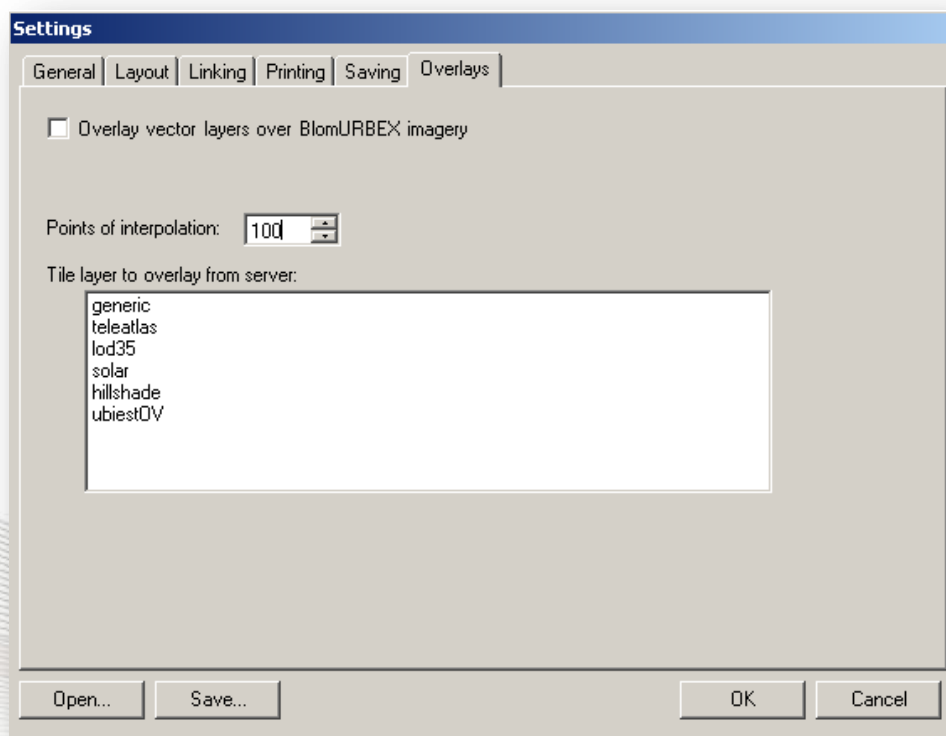 Settings
General Layout Linking Printing Saving Overlays
Overlay vector layers over BlomURBEX imagery
Points of interpolation: 100
Tile layer to overlay from server:
generic
teleatlas
lod35
solar
hillshade
ubiestOV
Open... Save... OK Cancel